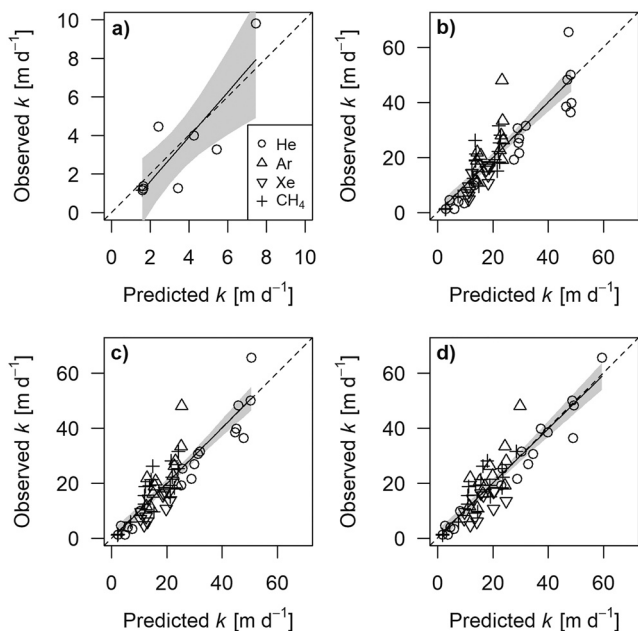 a)
Observed k [m d⁻¹]
10
8
6
4
2
0
He
Ar
Xe
CH₄
0 2 4 6 8 10
Predicted k [m d⁻¹]
b)
Observed k [m d⁻¹]
60
40
20
0
0 20 40 60
Predicted k [m d⁻¹]
c)
Observed k [m d⁻¹]
60
40
20
0
0 20 40 60
Predicted k [m d⁻¹]
d)
Observed k [m d⁻¹]
60
40
20
0
0 20 40 60
Predicted k [m d⁻¹]